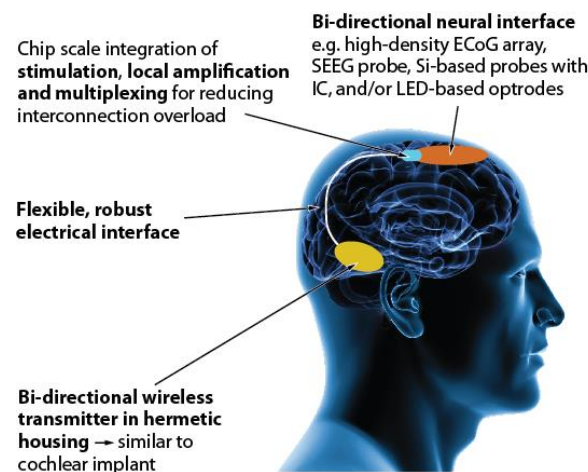 Bi-directional neural interface
e.g. high-density ECoG array,
SEEG probe, Si-based probes with
IC, and/or LED-based optrodes
Chip scale integration of
stimulation, local amplification
and multiplexing for reducing
interconnection overload
Flexible, robust
electrical interface
Bi-directional wireless
transmitter in hermetic
housing → similar to
cochlear implant